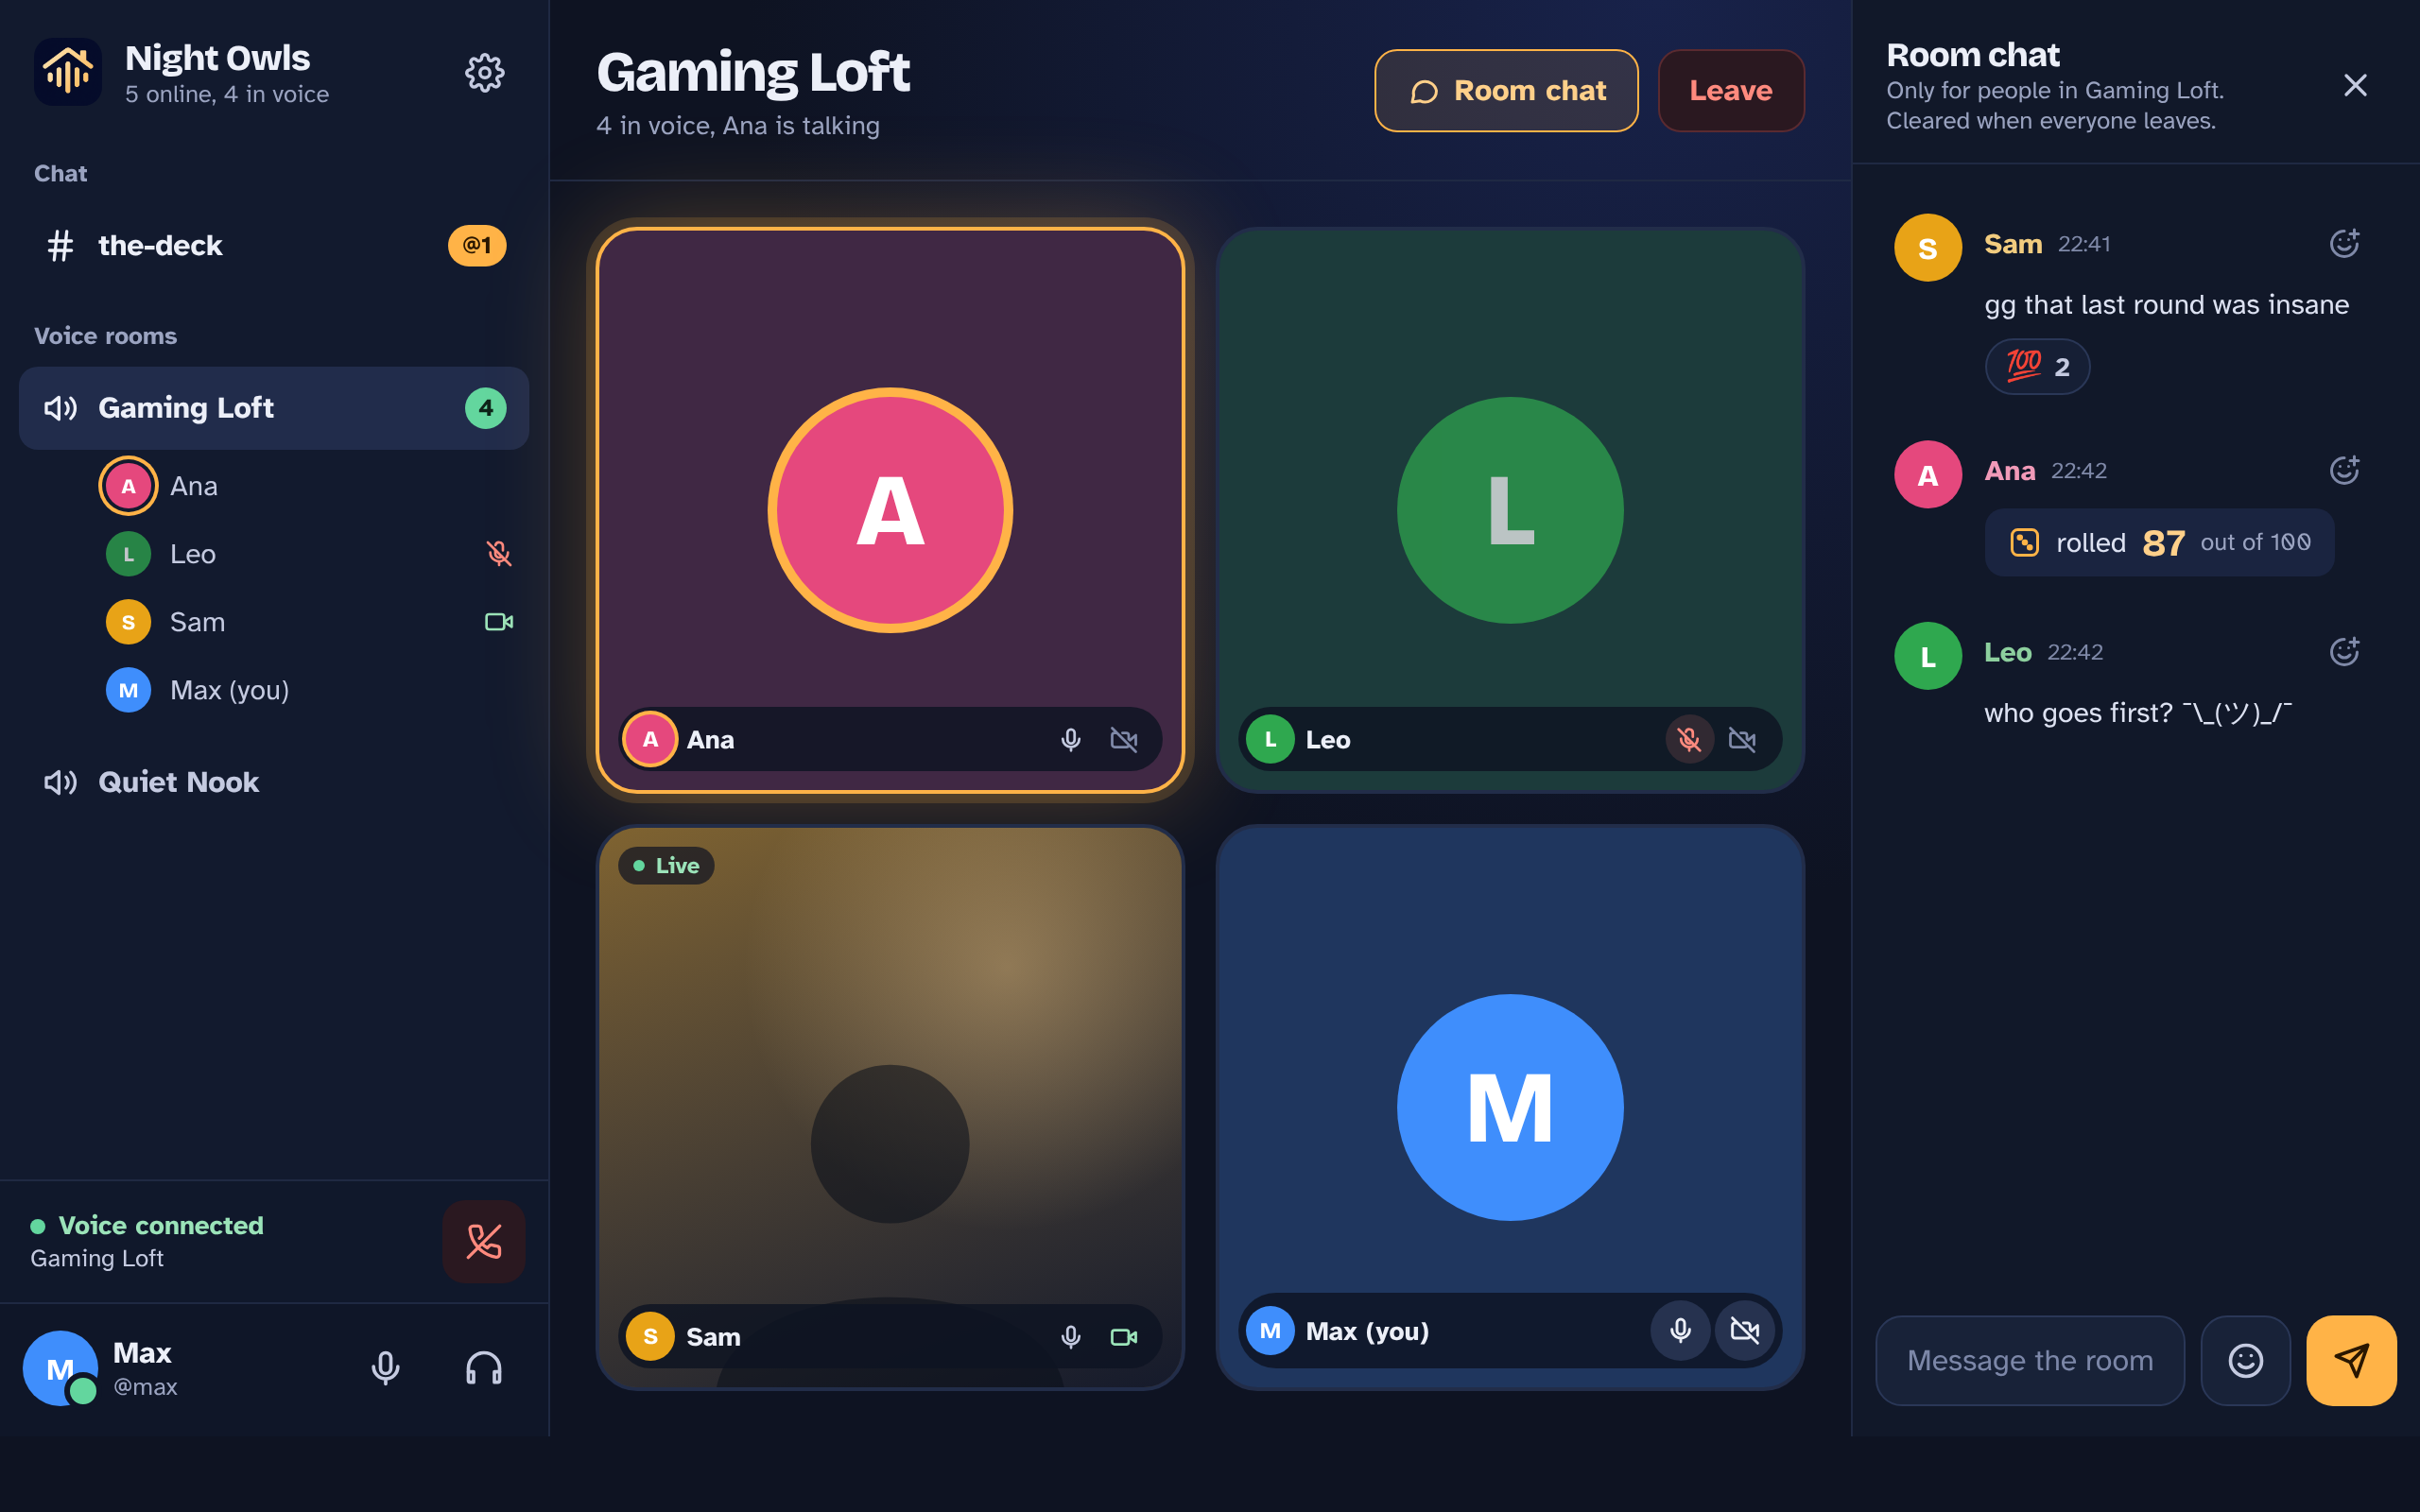 Night Owls
5 online, 4 in voice
Chat
the-deck
@1
Voice rooms
Gaming Loft
4
A
Ana
L
Leo
S
Sam
M
Max (you)
Quiet Nook
Voice connected
Gaming Loft
M
Max
@max
Gaming Loft
4 in voice, Ana is talking
Room chat
Leave
A
A
Ana
L
L
Leo
Live
S
Sam
M
M
Max (you)
Room chat
Only for people in Gaming Loft.
Cleared when everyone leaves.
S
Sam 22:41
gg that last round was insane
💯 2
A
Ana 22:42
rolled 87 out of 100
L
Leo 22:42
who goes first? ¯\_(ツ)_/¯
Message the room